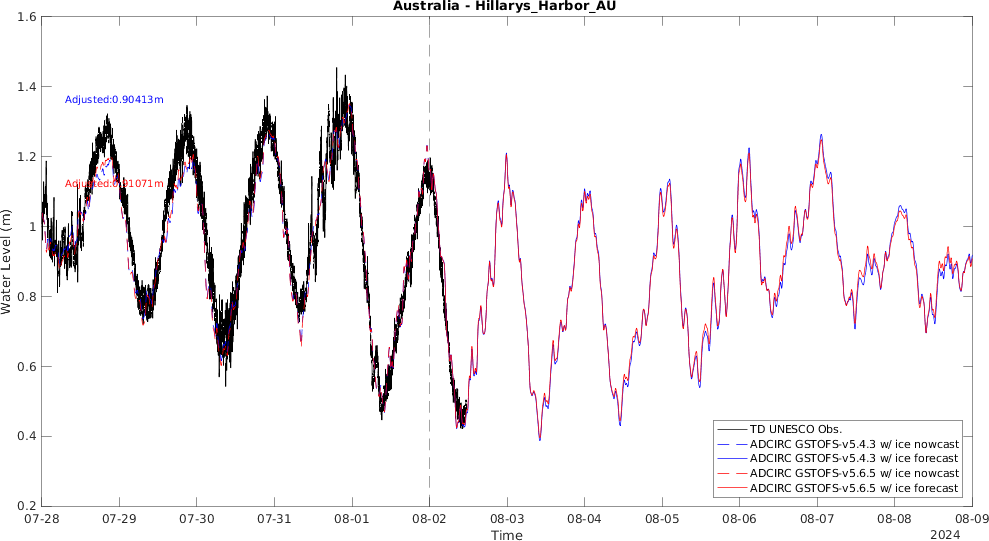 Australia - Hillarys_Harbor_AU
1.6
1.4
1.2
1
0.8
0.6
0.4
0.2
Water Level (m)
Adjusted:0.90413m
Adjusted:0.91071m
TD UNESCO Obs.
ADCIRC GSTOFS-v5.4.3 w/ ice nowcast
ADCIRC GSTOFS-v5.4.3 w/ ice forecast
ADCIRC GSTOFS-v5.6.5 w/ ice nowcast
ADCIRC GSTOFS-v5.6.5 w/ ice forecast
07-28 07-29 07-30 07-31 08-01 08-02 08-03 08-04 08-05 08-06 08-07 08-08 08-09
Time
2024